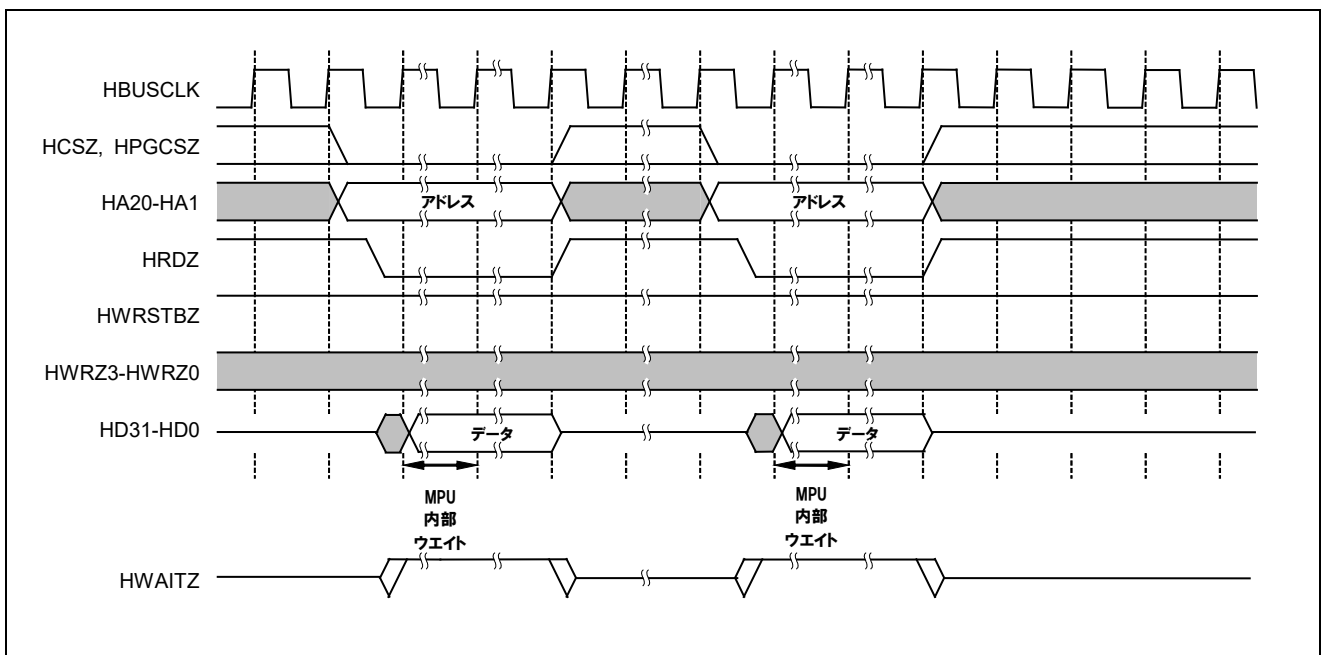 HBUSCLK
HCSZ, HPGCSZ
HA20-HA1
アドレス アドレス
HRDZ
HWRSTBZ
HWRZ3-HWRZ0
HD31-HD0
データ データ
MPU
内部
ウエイト
MPU
内部
ウエイト
HWAITZ